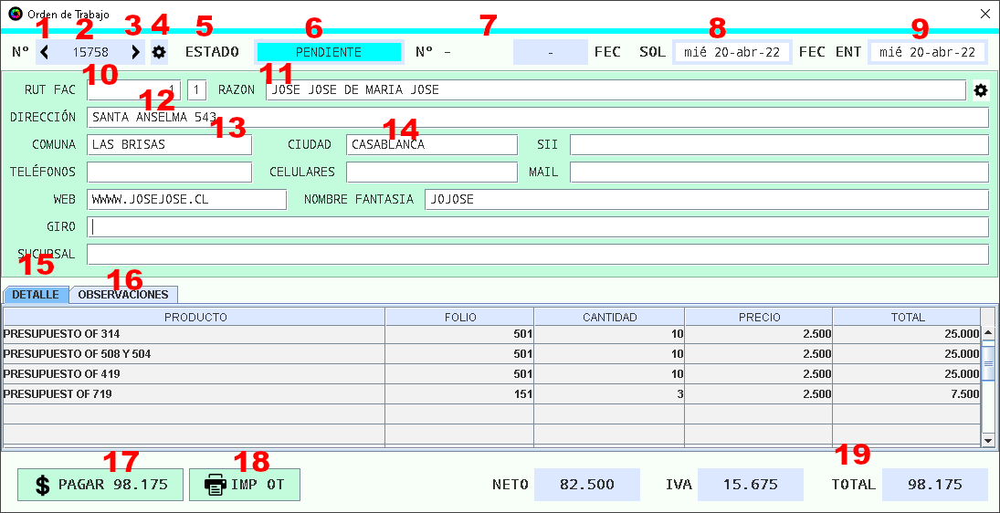 Orden de Trabajo
1 2 3 4 5 6 7 8 9
Nº 15758 ESTADO PENDIENTE Nº - - FEC SOL mié 20-abr-22 FEC ENT mié 20-abr-22
10 11
RUT FAC 1 1 RAZON JOSE JOSE DE MARIA JOSE
12
DIRECCIÓN SANTA ANSELMA 543
13 14
COMUNA LAS BRISAS CIUDAD CASABLANCA SII
TELÉFONOS CELULARES MAIL
WEB WWW.JOSEJOSE.CL NOMBRE FANTASIA JOJOSE
GIRO
SUCURSAL
15 16
DETALLE OBSERVACIONES
PRODUCTO FOLIO CANTIDAD PRECIO TOTAL
PRESUPUESTO OF 314 501 10 2.500 25.000
PRESUPUESTO OF 508 Y 504 501 10 2.500 25.000
PRESUPUESTO OF 419 501 10 2.500 25.000
PRESUPUEST OF 719 151 3 2.500 7.500
17 18 19
$ PAGAR 98.175 IMP OT NETO 82.500 IVA 15.675 TOTAL 98.175